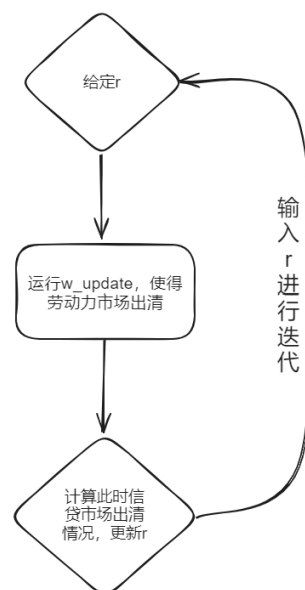 给定r
运行w_update，使得
劳动力市场出清
计算此时信
贷市场出清
情况，更新r
输入r进行迭代